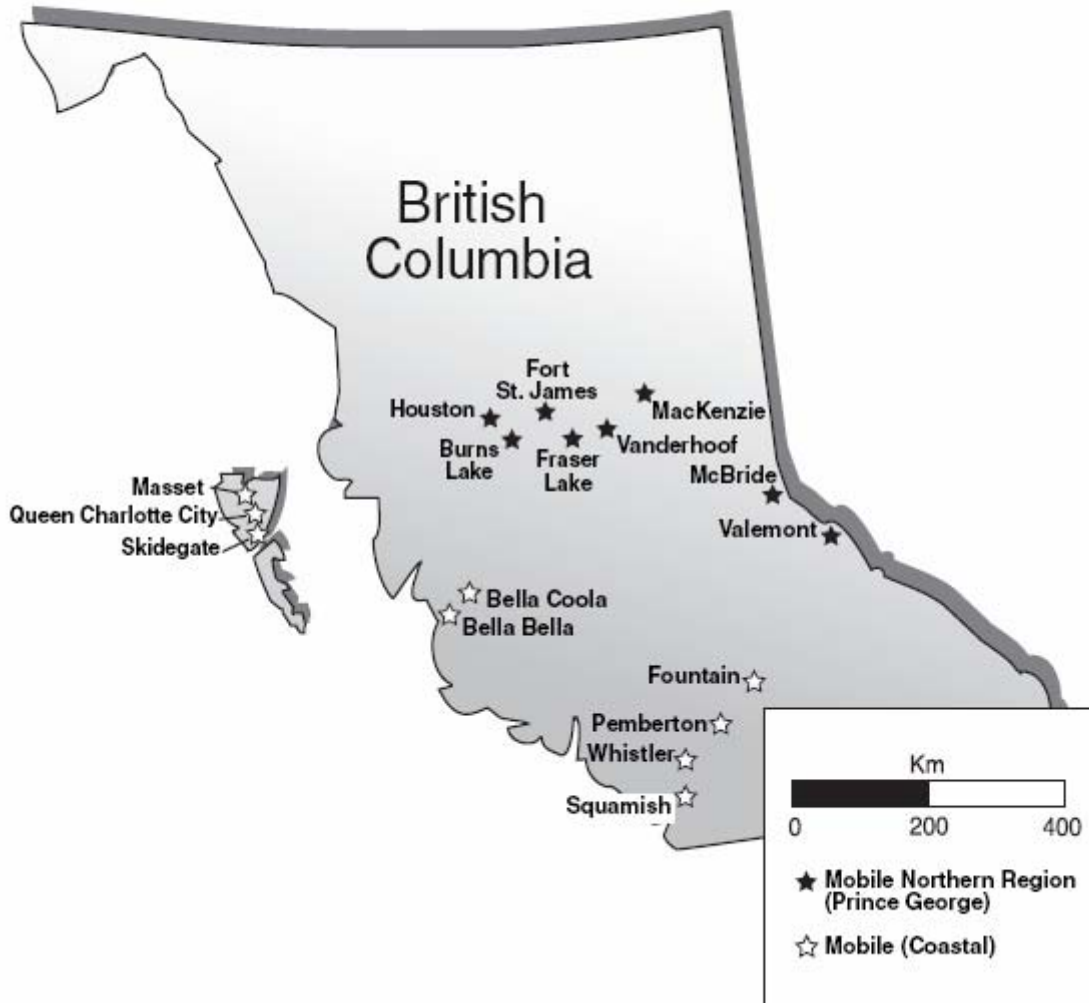 British
Columbia
Fort
St. James
Houston
MacKenzie
Burns
Lake
Fraser
Lake
Vanderhoof
McBride
Masset
Queen Charlotte City
Skidegate
Valemont
Bella Coola
Bella Bella
Fountain
Pemberton
Whistler
Squamish
Km
0 200 400
Mobile Northern Region
(Prince George)
Mobile (Coastal)